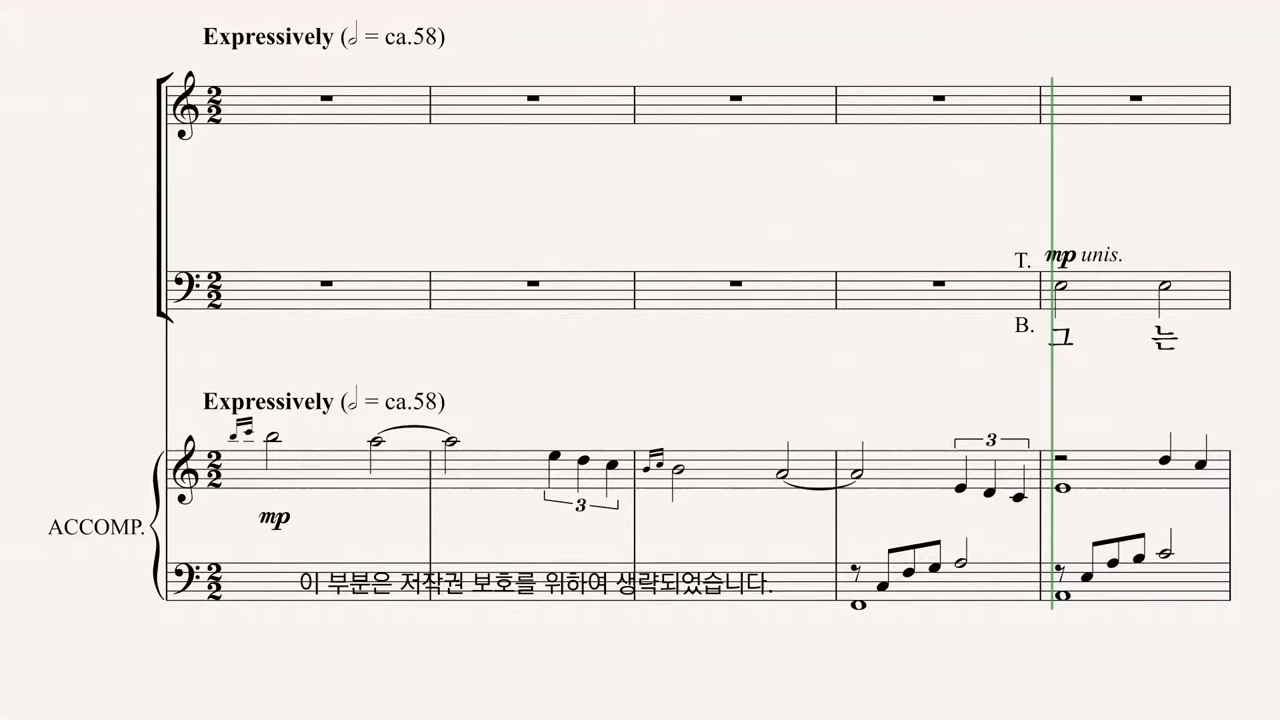 Expressively (𝅗𝅥 = ca.58)
T. mp unis.
B. 그 는
Expressively (𝅗𝅥 = ca.58)
3
3
mp
3
ACCOMP.
이 부분은 저작권 보호를 위하여 생략되었습니다.